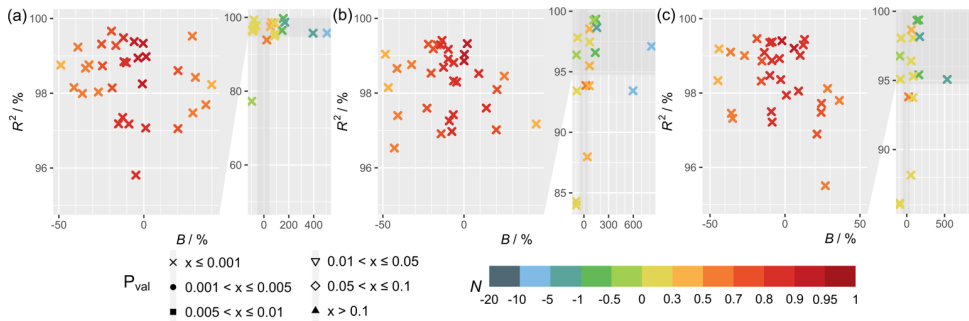 (a)
R² / %
100
98
96
-50
0
B / %
100
80
60
0
200
400
(b)
100
98
96
-50
0
B / %
100
95
90
85
0
300
600
(c)
98
96
94
-50
0
50
B / %
100
95
90
0
500
Pval
x ≤ 0.001
0.001 < x ≤ 0.005
0.005 < x ≤ 0.01
0.01 < x ≤ 0.05
0.05 < x ≤ 0.1
x > 0.1
N
-20 -10 -5 -1 -0.5 0 0.3 0.5 0.7 0.8 0.9 0.95 1